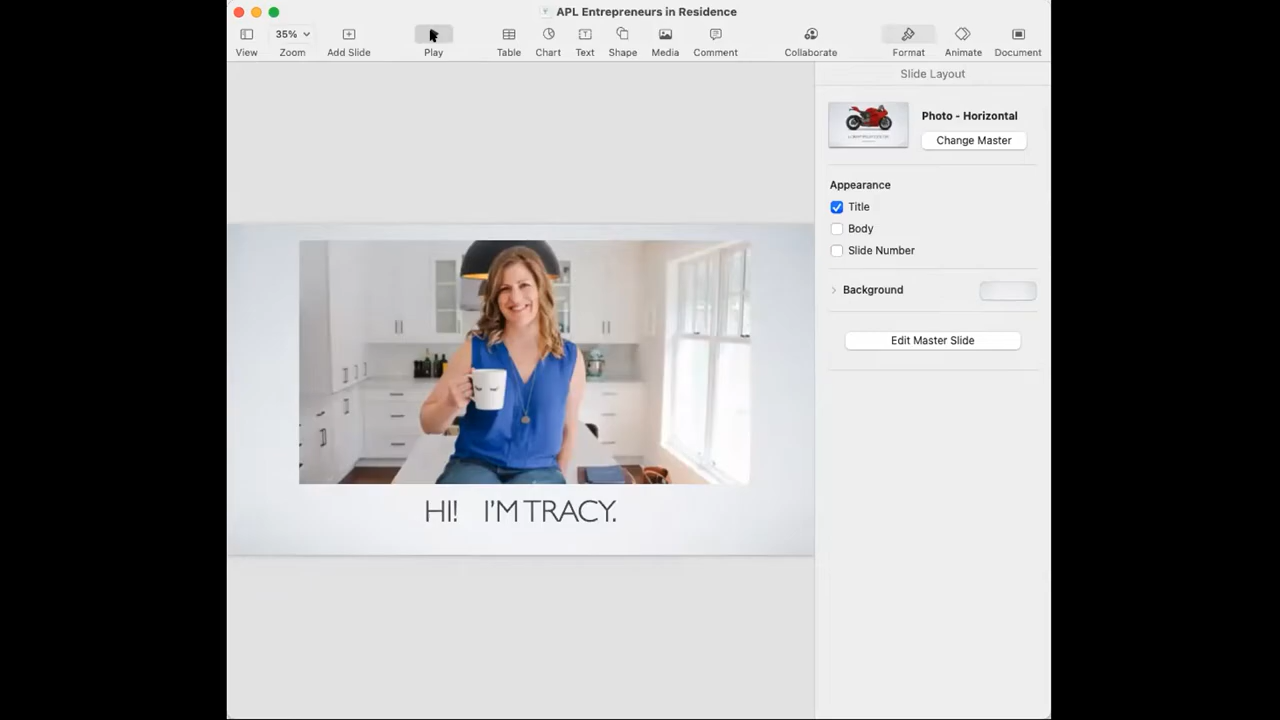 APL Entrepreneurs in Residence
35%
View Zoom Add Slide Play Table Chart Text Shape Media Comment Collaborate Format Animate Document
Slide Layout
Photo - Horizontal
Change Master
Appearance
Title
Body
Slide Number
Background
Edit Master Slide
HI! I'M TRACY.